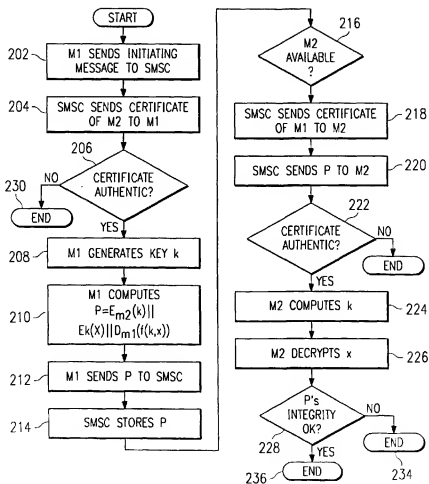 START
202
M1 SENDS INITIATING
MESSAGE TO SMSC
204
SMSC SENDS CERTIFICATE
OF M2 TO M1
206
CERTIFICATE
AUTHENTIC?
NO
230
END
YES
208
M1 GENERATES KEY k
210
M1 COMPUTES
P=Em2(k)||
Ek(X)||Dm1(f(k,x))
212
M1 SENDS P TO SMSC
214
SMSC STORES P
216
M2
AVAILABLE
?
SMSC SENDS CERTIFICATE
OF M1 TO M2
218
SMSC SENDS P TO M2
220
222
CERTIFICATE
AUTHENTIC?
NO
END
YES
M2 COMPUTES k
224
M2 DECRYPTS x
226
P's
INTEGRITY
OK?
NO
228
YES
END
234
236
END